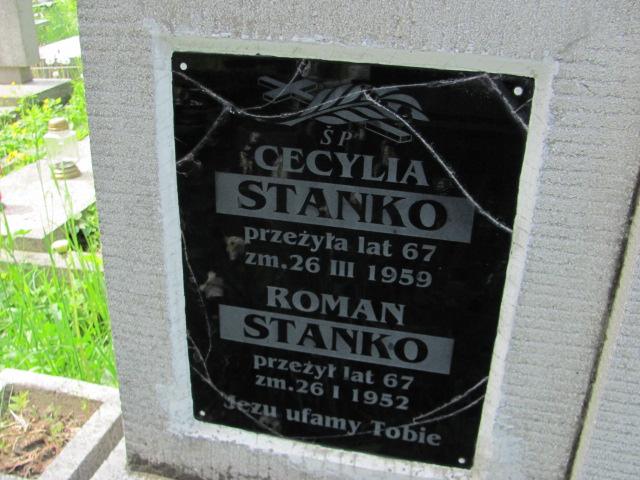 ŚP
CECYLIA
STANKO
przeżyła lat 67
zm.26 III 1959
ROMAN
STANKO
przeżył lat 67
zm.26 I 1952
Jezu ufamy Tobie